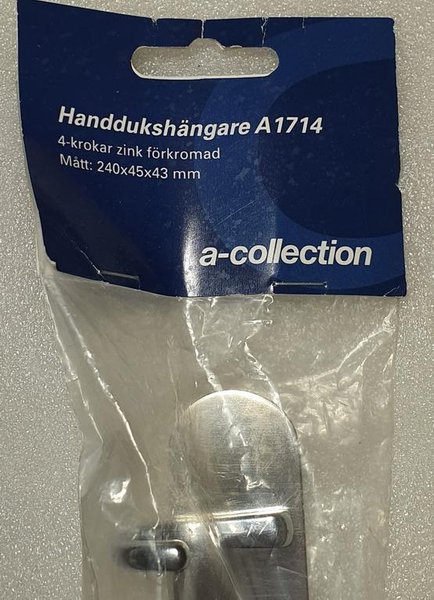 Handdukshängare A1714
4-krokar zink förkromad
Mått: 240x45x43 mm
a-collection